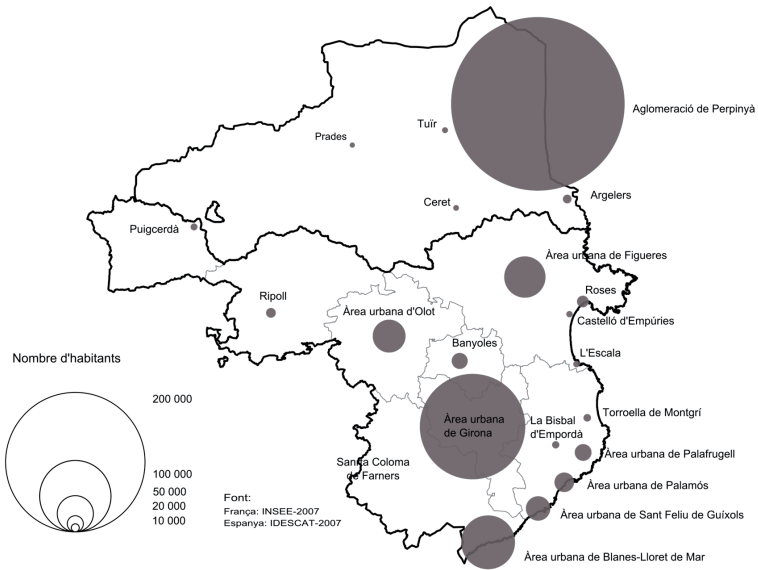 Aglomeració de Perpinyà
Tuïr
Prades
Argelers
Ceret
Puigcerdà
Àrea urbana de Figueres
Roses
Ripoll
Àrea urbana d'Olot
Castelló d'Empúries
Banyoles
L'Escala
Nombre d'habitants
200 000
100 000
50 000
20 000
10 000
Àrea urbana
de Girona
La Bisbal
d'Empordà
Torroella de Montgrí
Àrea urbana de Palafrugell
Santa Coloma
de Farners
Àrea urbana de Palamós
Àrea urbana de Sant Feliu de Guíxols
Àrea urbana de Blanes-Lloret de Mar
Font:
França: INSEE-2007
Espanya: IDESCAT-2007